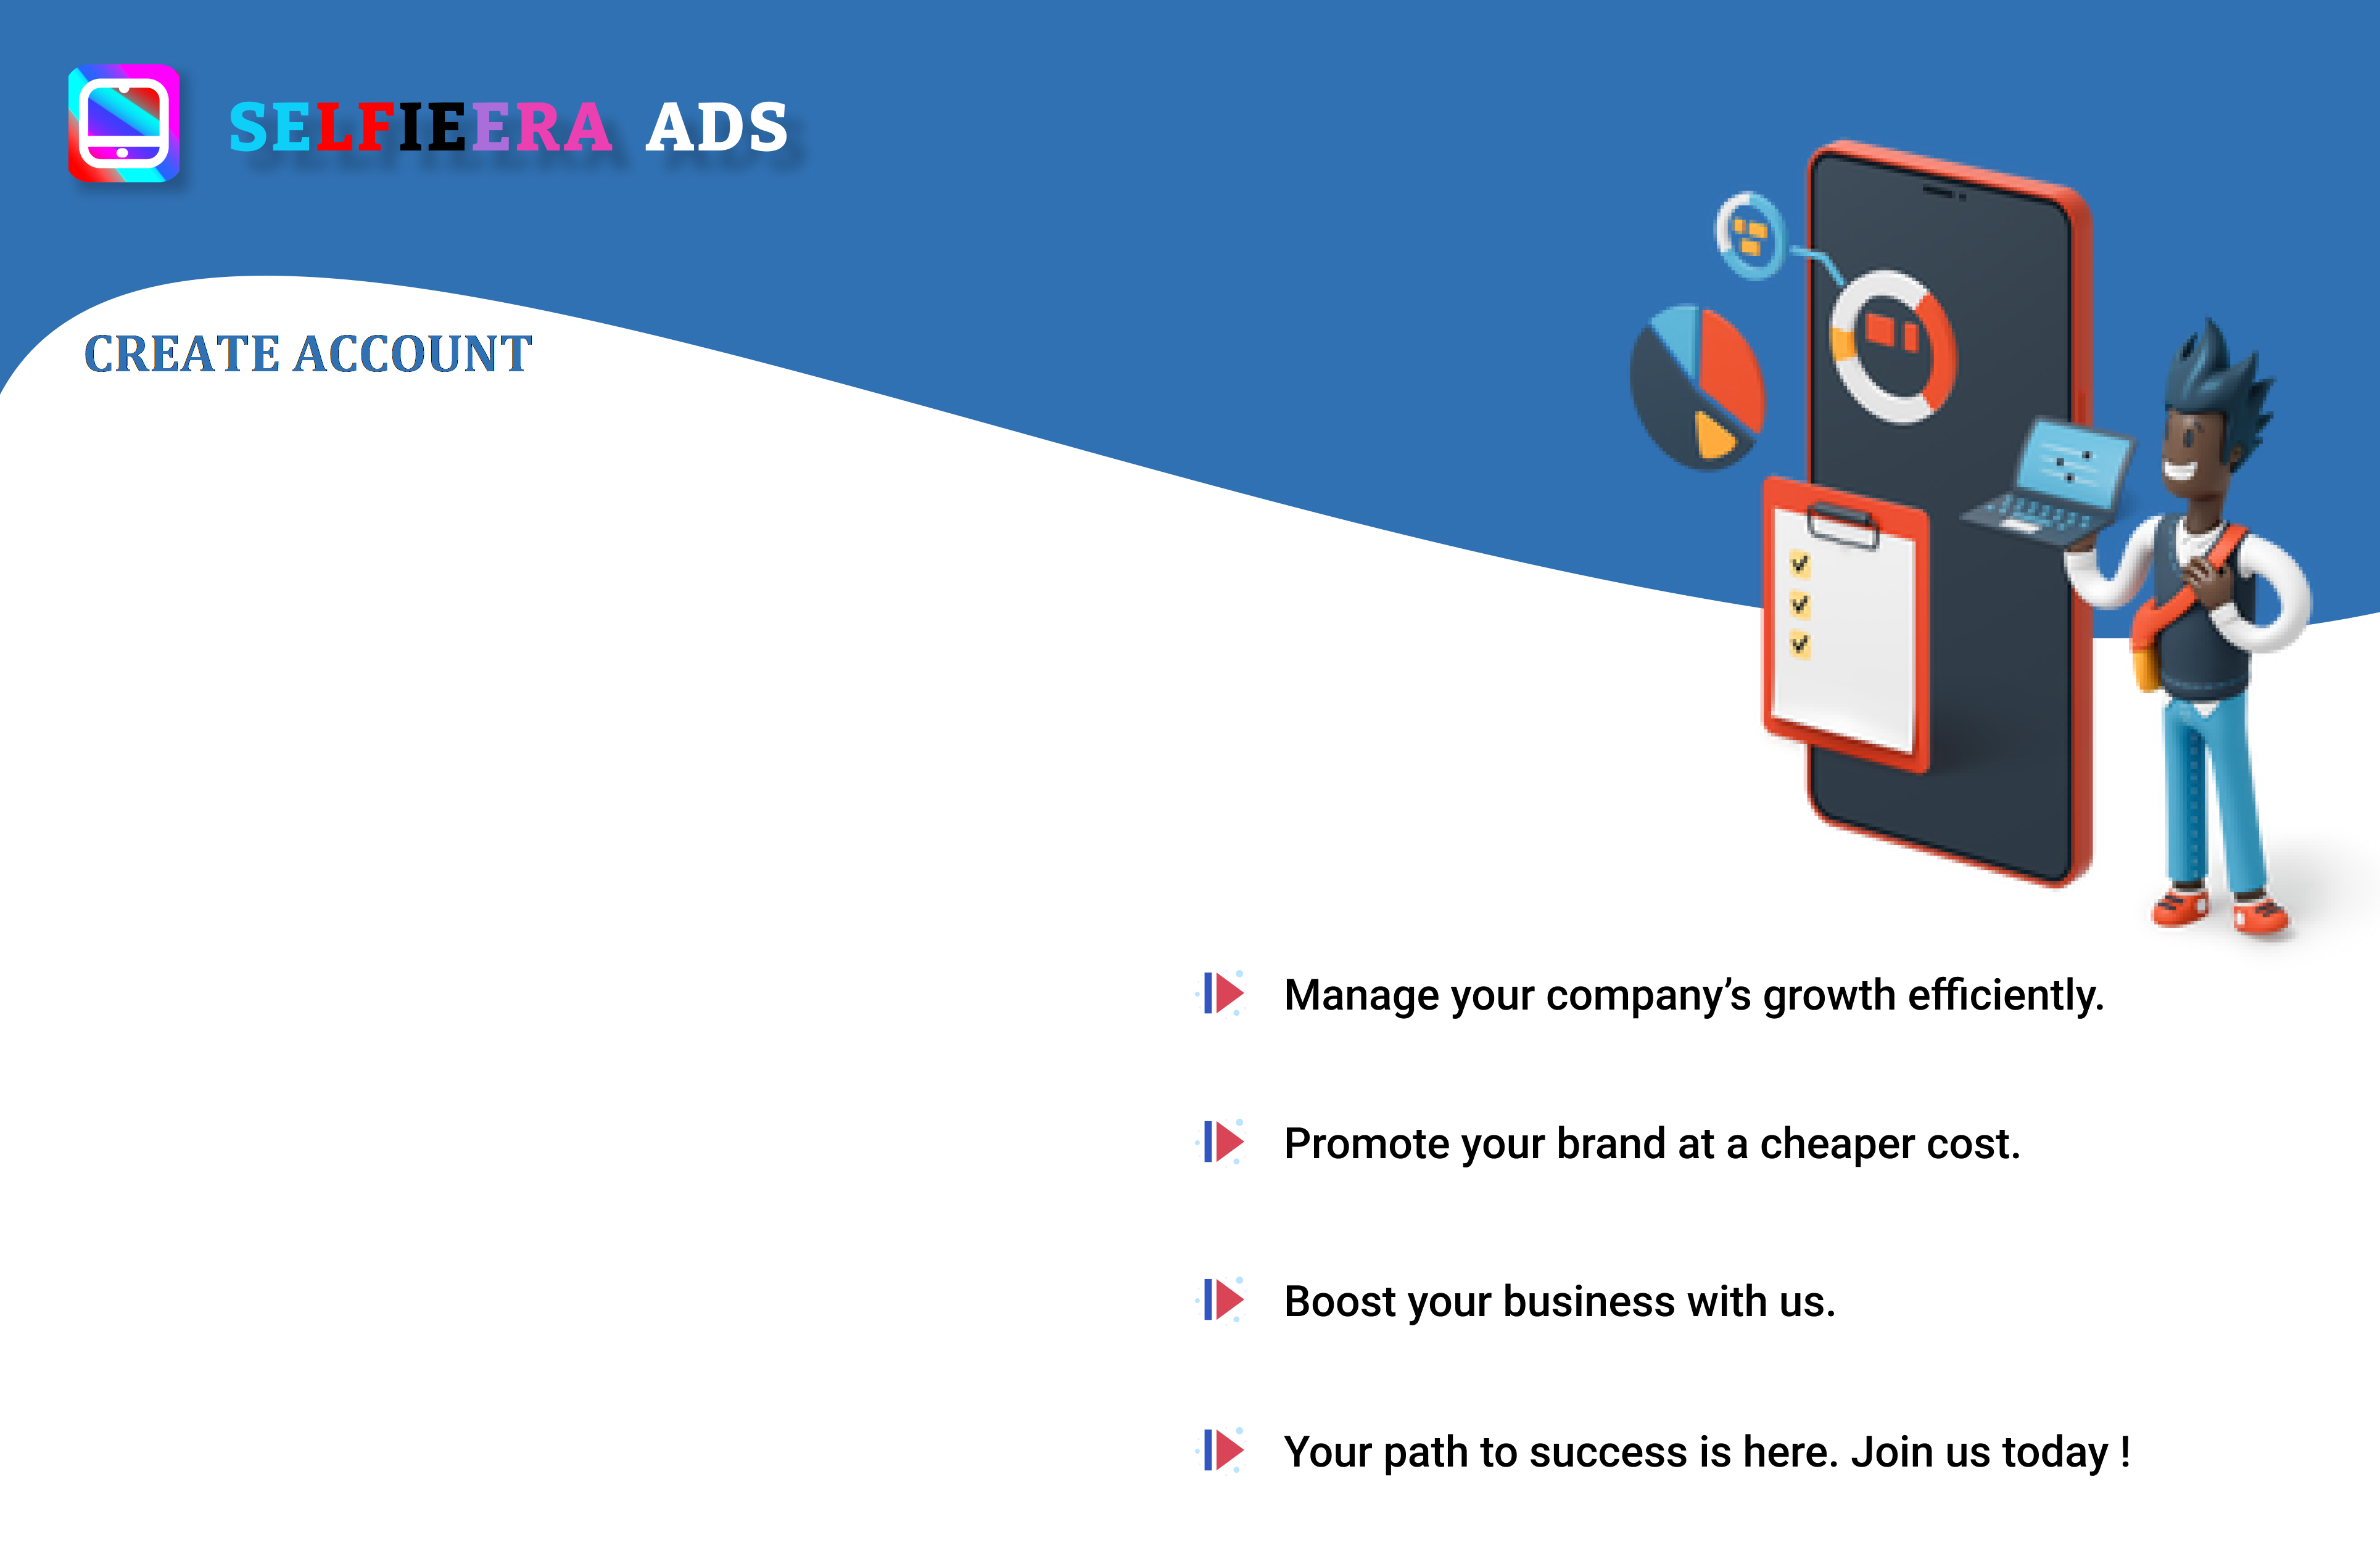 SELFIEERA ADS
CREATE ACCOUNT
Manage your company’s growth efficiently.
Promote your brand at a cheaper cost.
Boost your business with us.
Your path to success is here. Join us today !